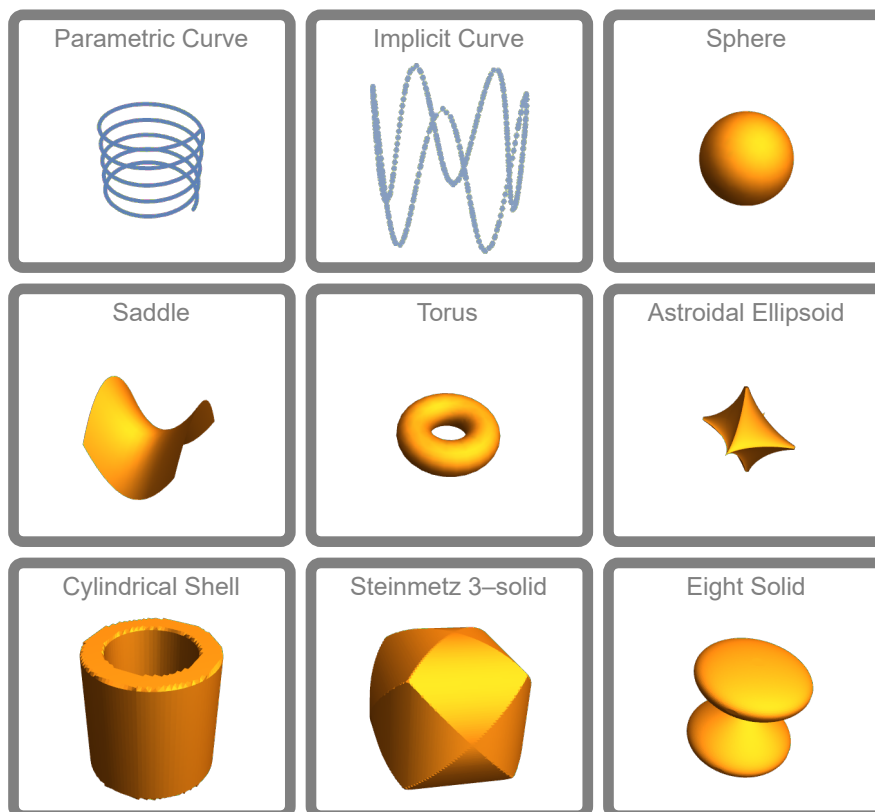 Parametric Curve
Implicit Curve
Sphere
Saddle
Torus
Astroidal Ellipsoid
Cylindrical Shell
Steinmetz 3–solid
Eight Solid